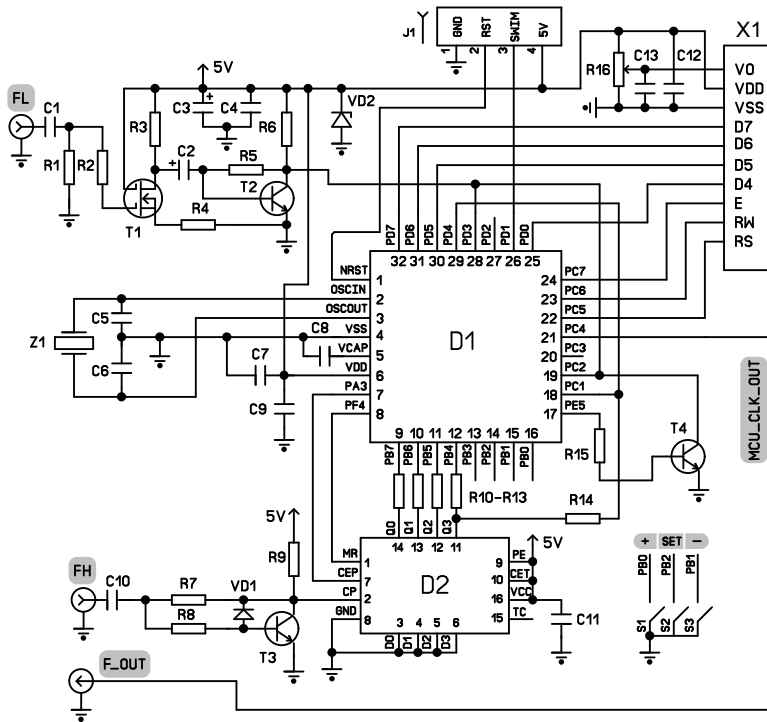 J1
GND
RST
SWIM
5V
1
2
3
4
X1
5V
R16
C13
C12
VO
VDD
VSS
D7
D6
D5
D4
E
RW
RS
FL
C1
R3
C3
+
C4
R6
VD2
R1
R2
+
C2
R5
T2
R4
T1
PD7
PD6
PD5
PD4
PD3
PD2
PD1
PD0
32
31
30
29
28
27
26
25
NRST
1
OSCIN
2
OSCOUT
3
VSS
4
VCAP
5
VDD
6
PA3
7
PF4
8
D1
24
PC7
23
PC6
22
PC5
21
PC4
20
PC3
19
PC2
18
PC1
17
PE5
Z1
C5
C6
C8
C7
C9
9
10
11
12
13
14
15
16
PB7
PB6
PB5
PB4
PB3
PB2
PB1
PB0
R15
T4
MCU_CLK_OUT
R10-R13
R14
Q0
Q1
Q2
Q3
14
13
12
11
5V
R9
MR
1
CEP
7
CP
2
GND
8
D2
9
PE
10
CET
16
VCC
15
TC
5V
C11
3
4
5
6
D0
D1
D2
D3
FH
C10
R7
R8
VD1
T3
+
SET
−
PB0
PB2
PB1
S1
S2
S3
F_OUT